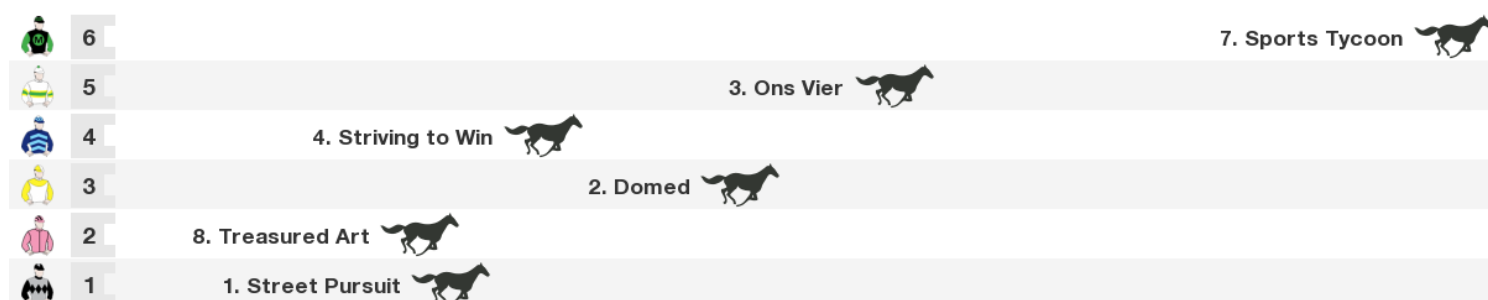 6 7. Sports Tycoon
5 3. Ons Vier
4 4. Striving to Win
3 2. Domed
2 8. Treasured Art
1 1. Street Pursuit